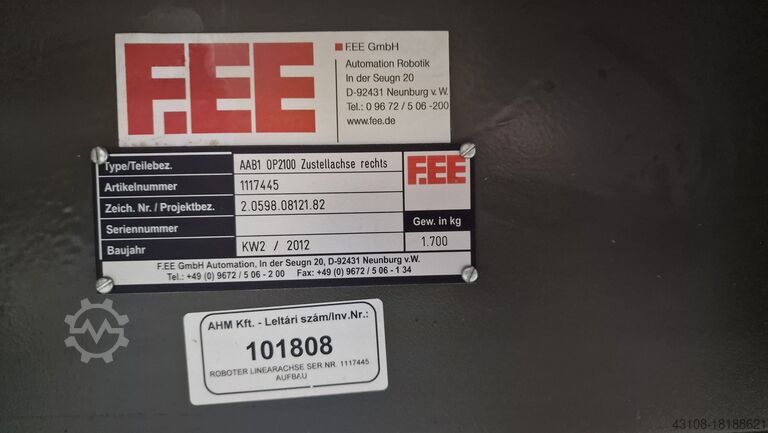 F.EE
F.EE GmbH
Automation Robotik
In der Seugn 20
D-92431 Neunburg v. W.
Tel.: 0 96 72 / 5 06 -200
www.fee.de
Type/Teilebez. AAB1 OP2100 Zustellachse rechts F.EE
Artikelnummer 1117445
Zeich. Nr. / Projektbez. 2.0598.08121.82
Seriennummer Gew. in kg
Baujahr KW2 / 2012 1.700
F.EE GmbH Automation, In der Seugn 20, D-92431 Neunburg v.W.
Tel.: +49 (0) 9672 / 5 06 - 2 00 Fax: +49 (0) 9672 / 5 06 - 1 34
AHM Kft. - Leltári szám/Inv.Nr.:
101808
ROBOTER LINEARACHSE SER NR. 1117445
AUFBAU
43108-18188621